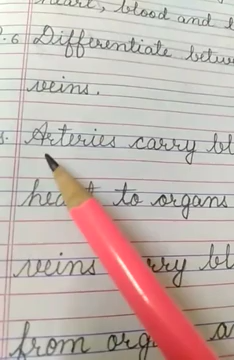 heart, blood and
.6 Differentiate betw
veins.
s. Arteries carry bl
heart to organs
veins carry bl
from orga a